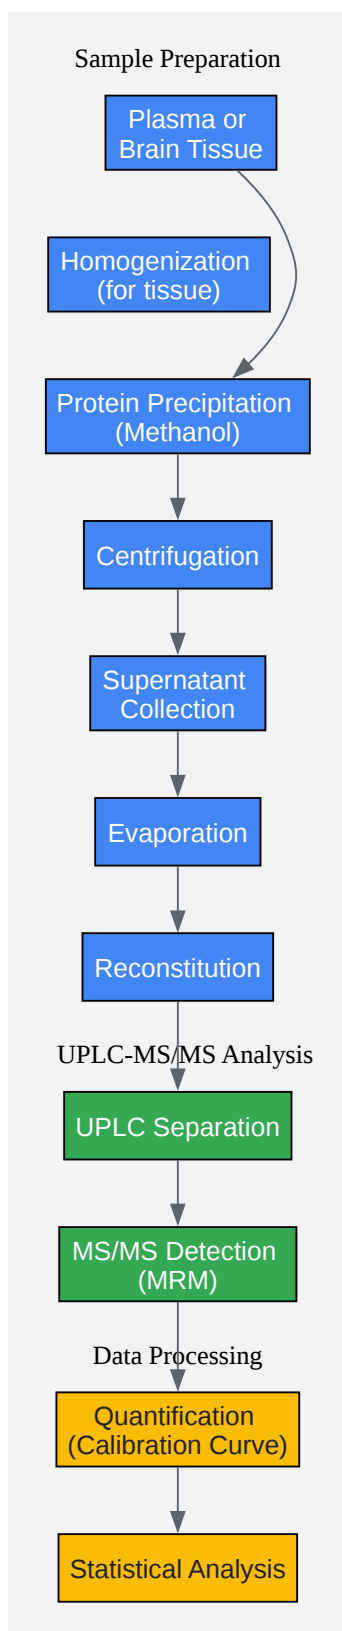 Sample Preparation
Plasma or
Brain Tissue
Homogenization
(for tissue)
Protein Precipitation
(Methanol)
Centrifugation
Supernatant
Collection
Evaporation
Reconstitution
UPLC-MS/MS Analysis
UPLC Separation
MS/MS Detection
(MRM)
Data Processing
Quantification
(Calibration Curve)
Statistical Analysis